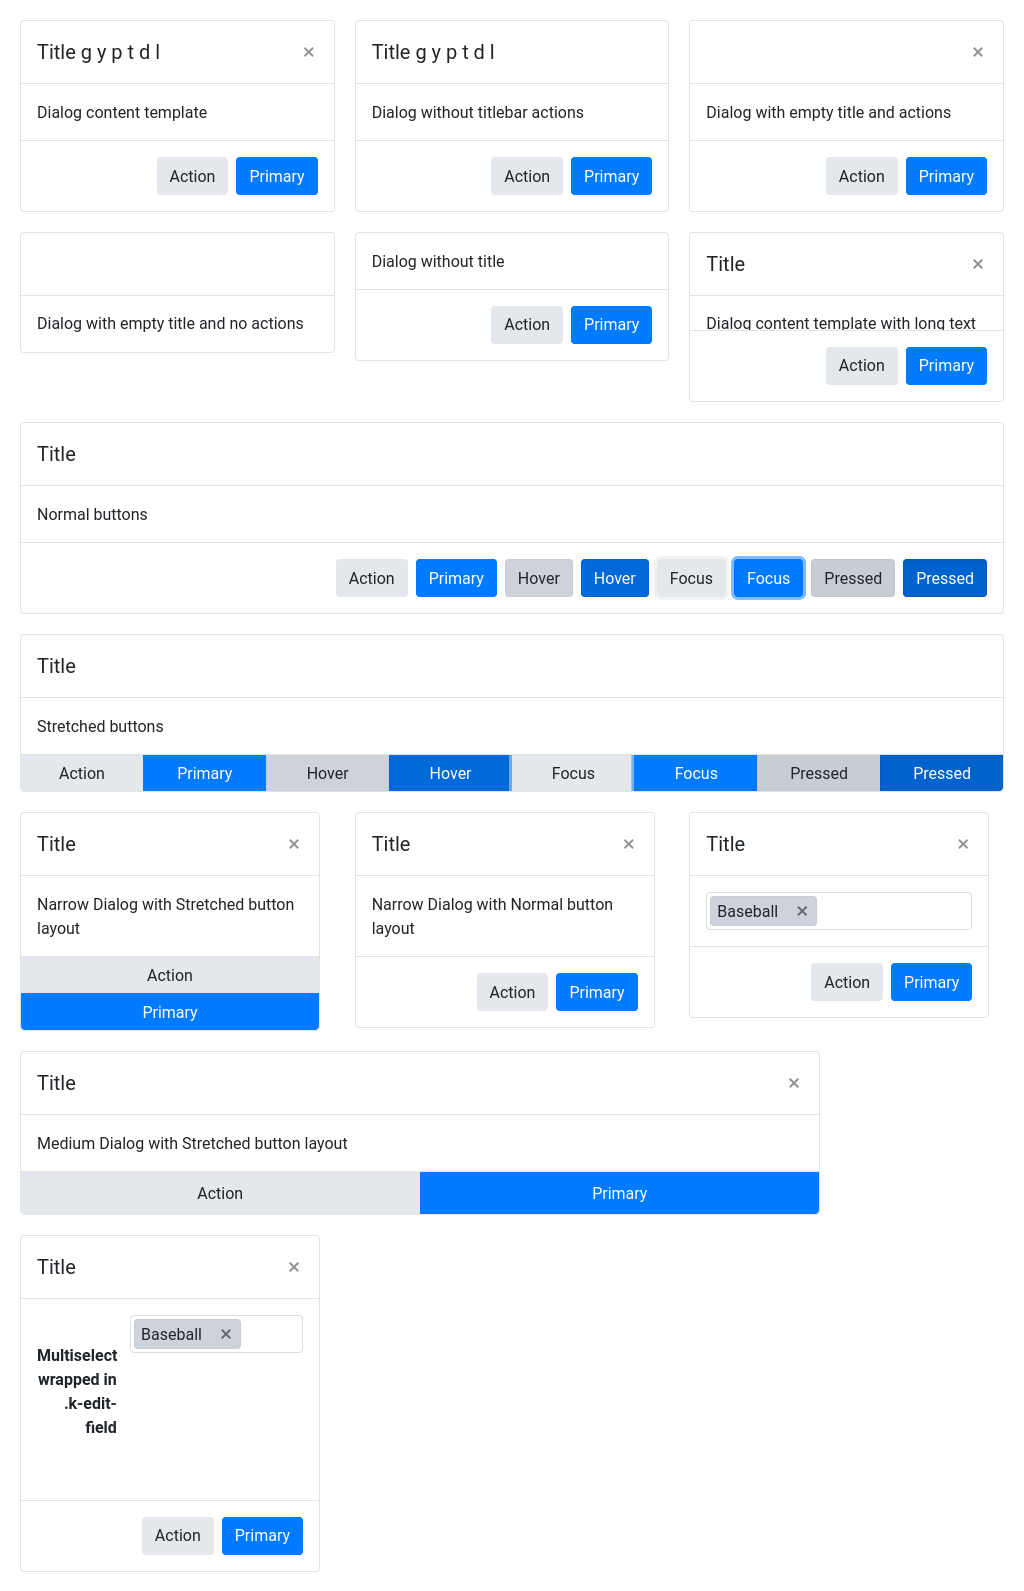 Title g y p t d l ×
Dialog content template
Action Primary
Title g y p t d l
Dialog without titlebar actions
Action Primary
×
Dialog with empty title and actions
Action Primary
Dialog with empty title and no actions
Dialog without title
Action Primary
Title ×
Dialog content template with long text
Action Primary
Title
Normal buttons
Action Primary Hover Hover Focus Focus Pressed Pressed
Title
Stretched buttons
Action Primary Hover Hover Focus Focus Pressed Pressed
Title ×
Narrow Dialog with Stretched button
layout
Action
Primary
Title ×
Narrow Dialog with Normal button
layout
Action Primary
Title ×
Baseball ×
Action Primary
Title ×
Medium Dialog with Stretched button layout
Action Primary
Title ×
Multiselect
wrapped in
.k-edit-
field
Baseball ×
Action Primary